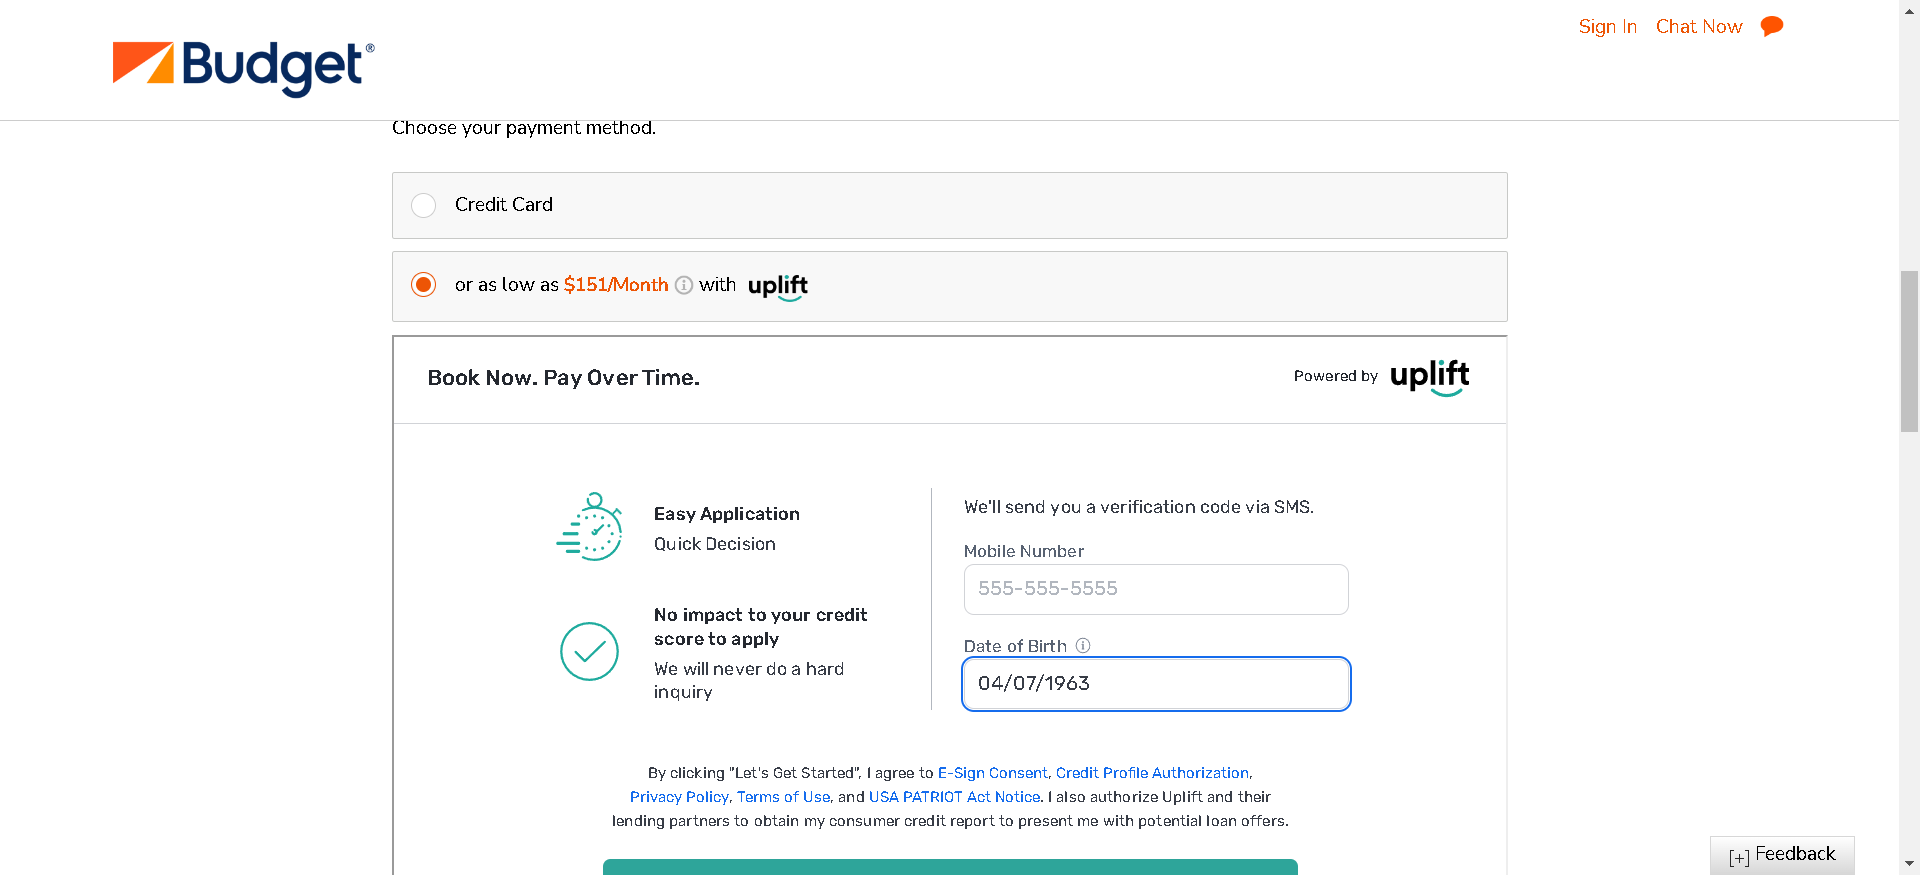 Sign In Chat Now
Budget®
Choose your payment method.
Credit Card
or as low as $151/Month with uplift
Book Now. Pay Over Time.
Powered by uplift
Easy Application
Quick Decision
No impact to your credit
score to apply
We will never do a hard
inquiry
We'll send you a verification code via SMS.
Mobile Number
555-555-5555
Date of Birth
04/07/1963
By clicking "Let's Get Started", I agree to E-Sign Consent, Credit Profile Authorization,
Privacy Policy, Terms of Use, and USA PATRIOT Act Notice. I also authorize Uplift and their
lending partners to obtain my consumer credit report to present me with potential loan offers.
[+] Feedback